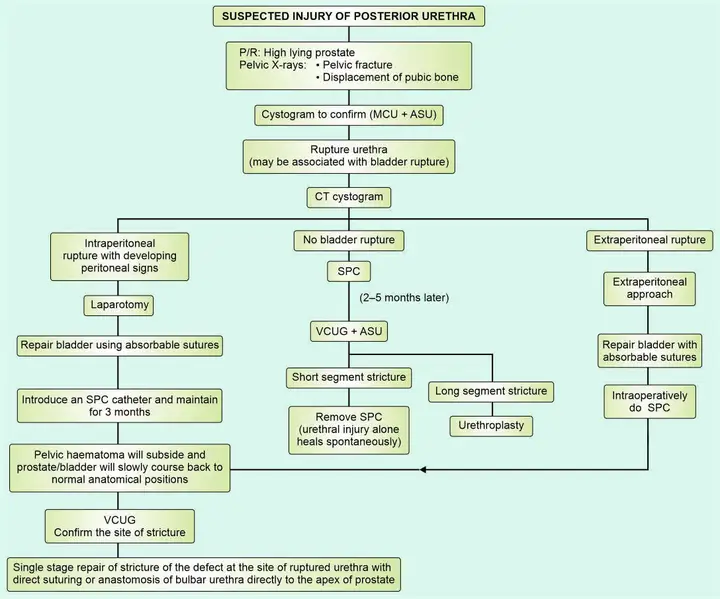 SUSPECTED INJURY OF POSTERIOR URETHRA
P/R: High lying prostate
Pelvic X-rays: • Pelvic fracture
• Displacement of pubic bone
Cystogram to confirm (MCU + ASU)
Rupture urethra
(may be associated with bladder rupture)
CT cystogram
Intraperitoneal
rupture with developing
peritoneal signs
Laparotomy
Repair bladder using absorbable sutures
Introduce an SPC catheter and maintain
for 3 months
Pelvic haematoma will subside and
prostate/bladder will slowly course back to
normal anatomical positions
VCUG
Confirm the site of stricture
Single stage repair of stricture of the defect at the site of ruptured urethra with
direct suturing or anastomosis of bulbar urethra directly to the apex of prostate
No bladder rupture
SPC
(2–5 months later)
VCUG + ASU
Short segment stricture
Remove SPC
(urethral injury alone
heals spontaneously)
Long segment stricture
Urethroplasty
Extraperitoneal rupture
Extraperitoneal
approach
Repair bladder with
absorbable sutures
Intraoperatively
do SPC